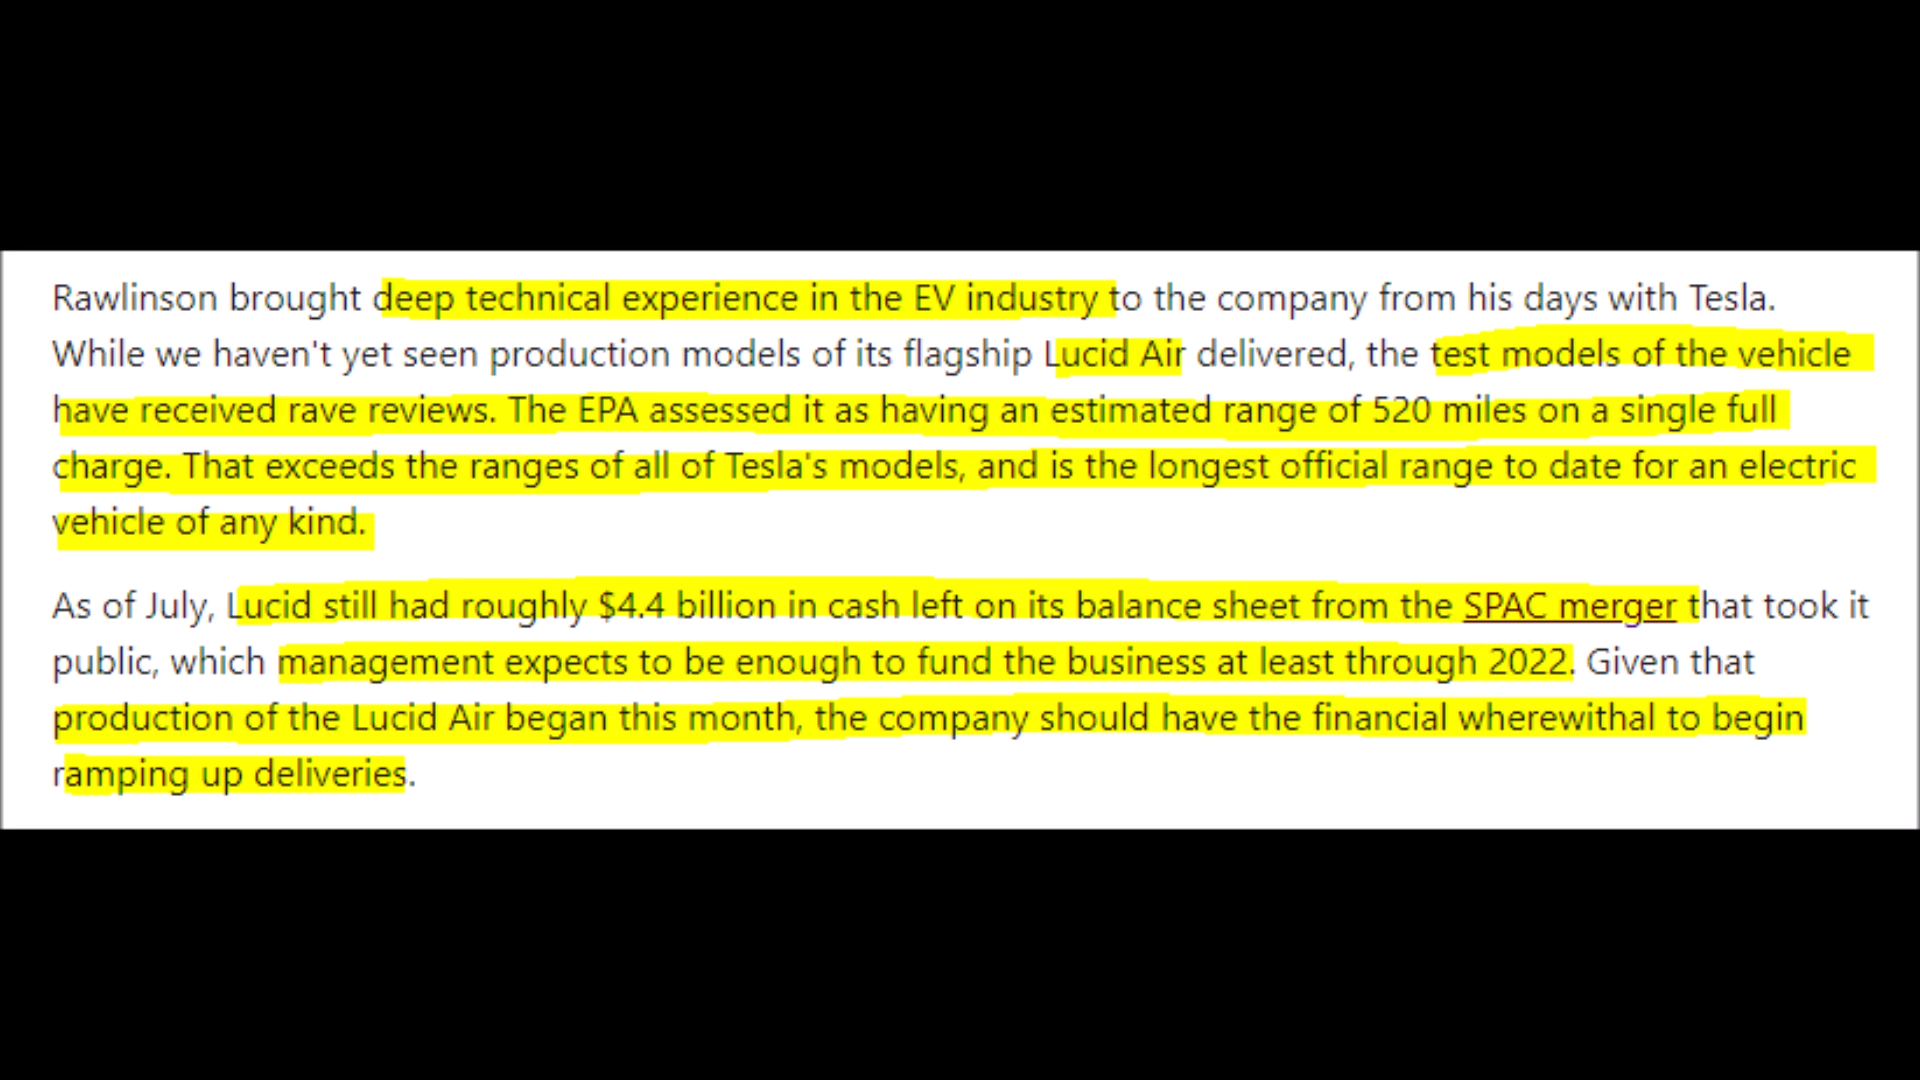 Rawlinson brought deep technical experience in the EV industry to the company from his days with Tesla.
While we haven't yet seen production models of its flagship Lucid Air delivered, the test models of the vehicle
have received rave reviews. The EPA assessed it as having an estimated range of 520 miles on a single full
charge. That exceeds the ranges of all of Tesla's models, and is the longest official range to date for an electric
vehicle of any kind.
As of July, Lucid still had roughly $4.4 billion in cash left on its balance sheet from the SPAC merger that took it
public, which management expects to be enough to fund the business at least through 2022. Given that
production of the Lucid Air began this month, the company should have the financial wherewithal to begin
ramping up deliveries.